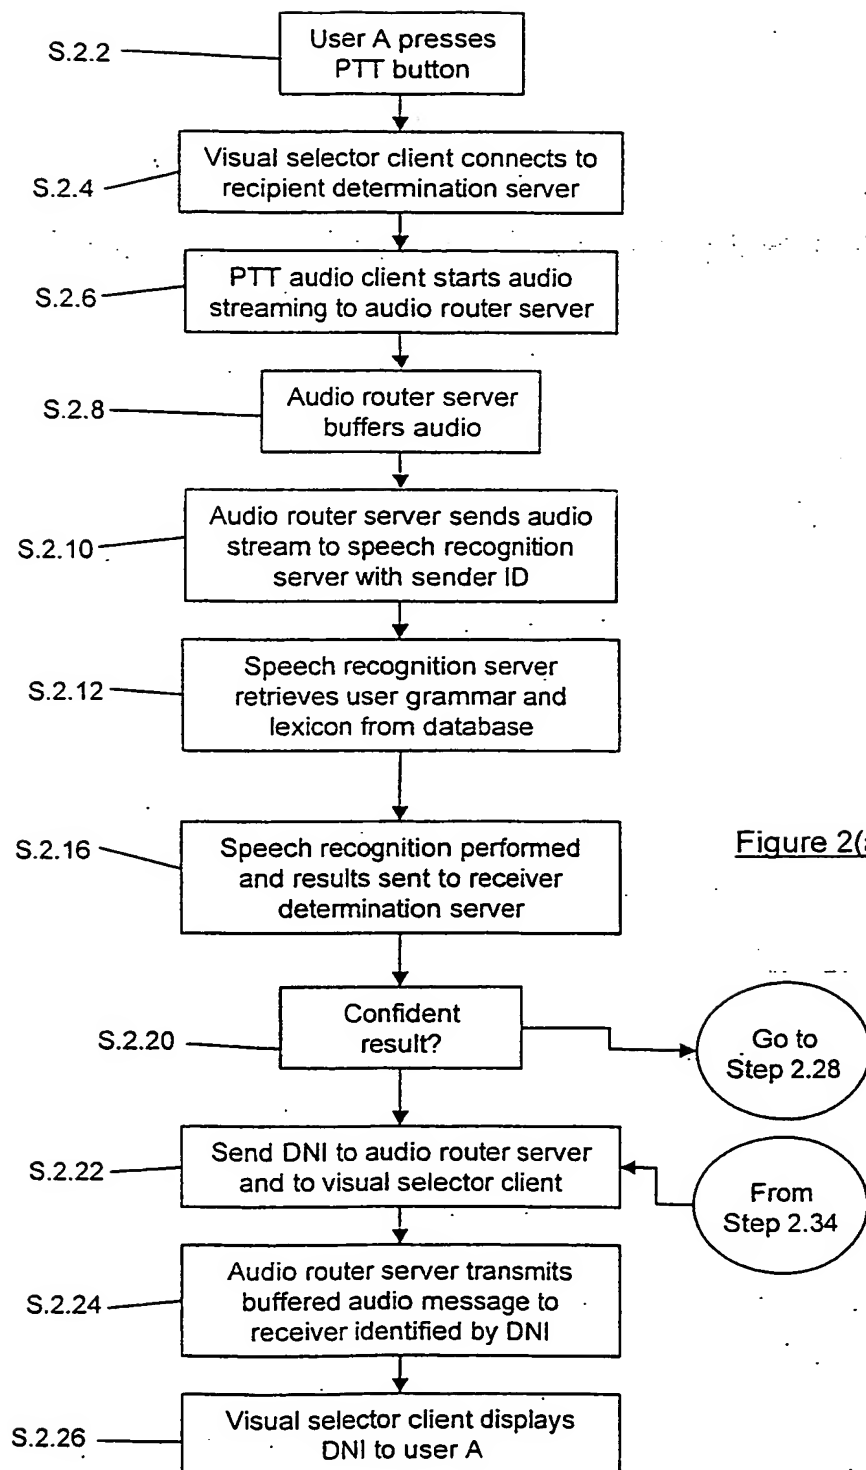 S.2.2
User A presses
PTT button
S.2.4
Visual selector client connects to
recipient determination server
S.2.6
PTT audio client starts audio
streaming to audio router server
S.2.8
Audio router server
buffers audio
S.2.10
Audio router server sends audio
stream to speech recognition
server with sender ID
S.2.12
Speech recognition server
retrieves user grammar and
lexicon from database
S.2.16
Speech recognition performed
and results sent to receiver
determination server
Figure 2(a
S.2.20
Confident
result?
Go to
Step 2.28
S.2.22
Send DNI to audio router server
and to visual selector client
From
Step 2.34
S.2.24
Audio router server transmits
buffered audio message to
receiver identified by DNI
S.2.26
Visual selector client displays
DNI to user A